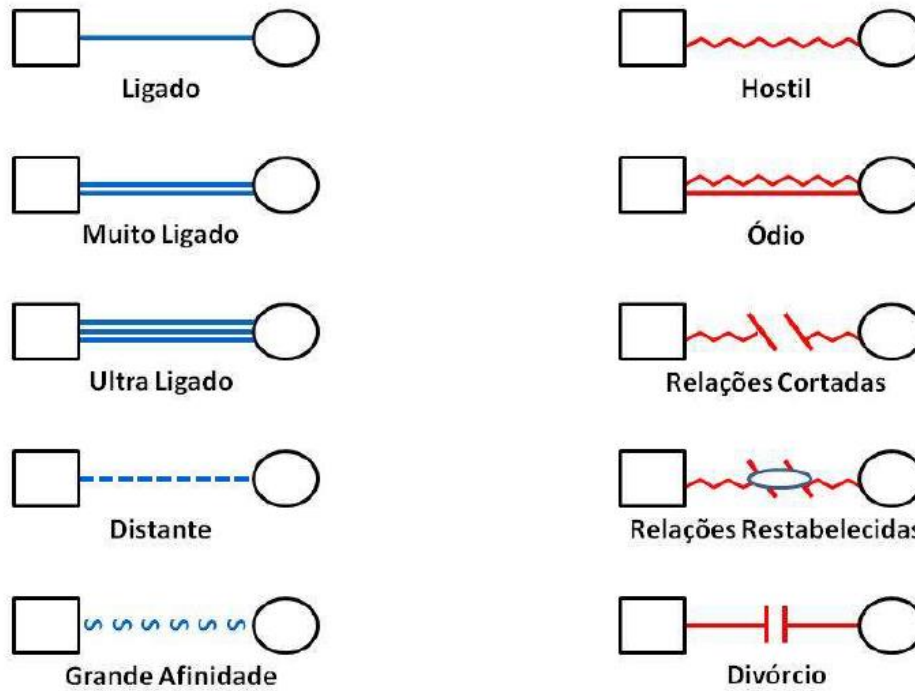 Ligado
Hostil
Muito Ligado
Ódio
Ultra Ligado
Relações Cortadas
Distante
Relações Restabelecidas
Grande Afinidade
Divórcio